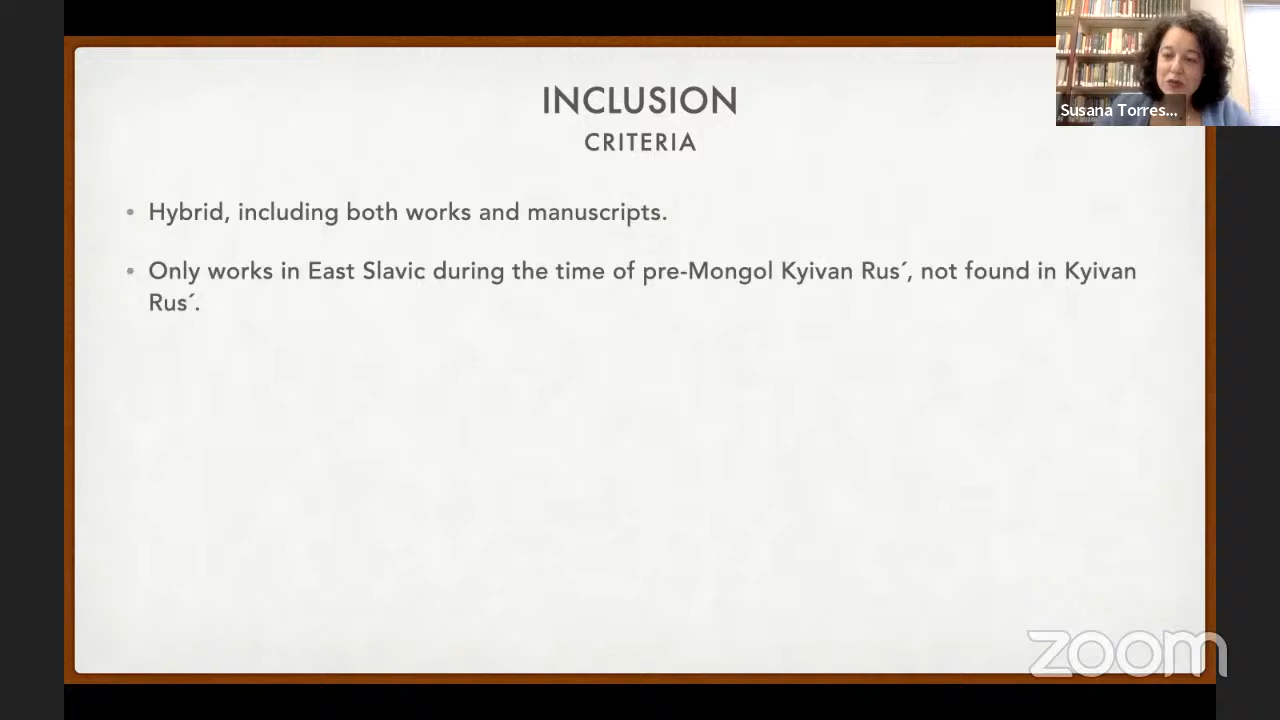 INCLUSION
CRITERIA
• Hybrid, including both works and manuscripts.
• Only works in East Slavic during the time of pre-Mongol Kyivan Rus´, not found in Kyivan
Rus´.
Susana Torres...
zoom